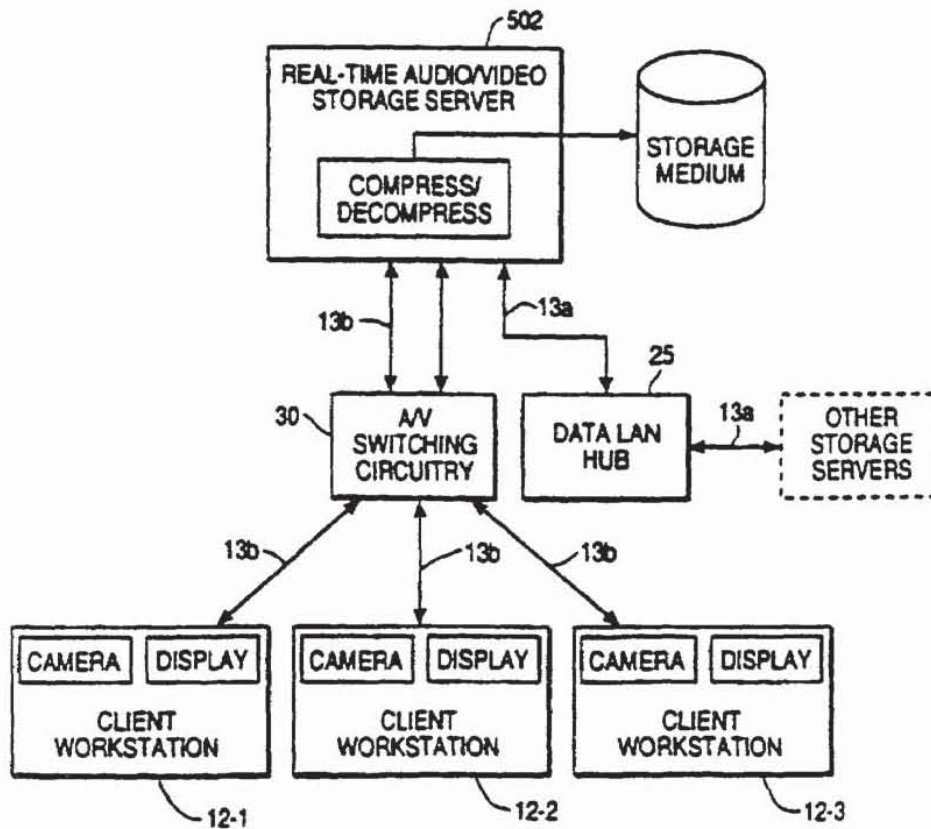 502
REAL-TIME AUDIO/VIDEO
STORAGE SERVER
COMPRESS/
DECOMPRESS
STORAGE
MEDIUM
13b
13a
30
A/V
SWITCHING
CIRCUITRY
25
DATA LAN
HUB
13a
OTHER
STORAGE
SERVERS
13b
13b
13b
CAMERA
DISPLAY
CLIENT
WORKSTATION
12-1
CAMERA
DISPLAY
CLIENT
WORKSTATION
12-2
CAMERA
DISPLAY
CLIENT
WORKSTATION
12-3